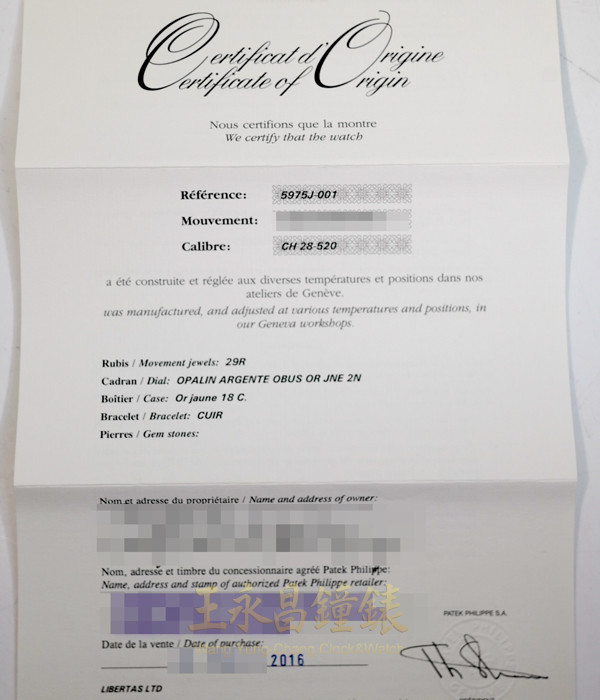 Certificat d'Origine
Certificate of Origin
Nous certifions que la montre
We certify that the watch
Référence: 5975J-001
Mouvement:
Calibre: CH 28-520
a été construite et réglée aux diverses températures et positions dans nos
ateliers de Genève.
was manufactured, and adjusted at various temperatures and positions, in
our Geneva workshops.
Rubis / Movement jewels: 29R
Cadran / Dial: OPALIN ARGENTE OBUS OR JNE 2N
Boîtier / Case: Or jaune 18 C.
Bracelet / Bracelet: CUIR
Pierres / Gem stones:
Nom et adresse du propriétaire / Name and address of owner:
Nom, adresse et timbre du concessionnaire agréé Patek Philippe:
Name, address and stamp of authorized Patek Philippe retailer:
王永昌鐘錶
PATEK PHILIPPE S.A.
Date de la vente / Date of purchase:
Clock&Watch
2016
LIBERTAS LTD